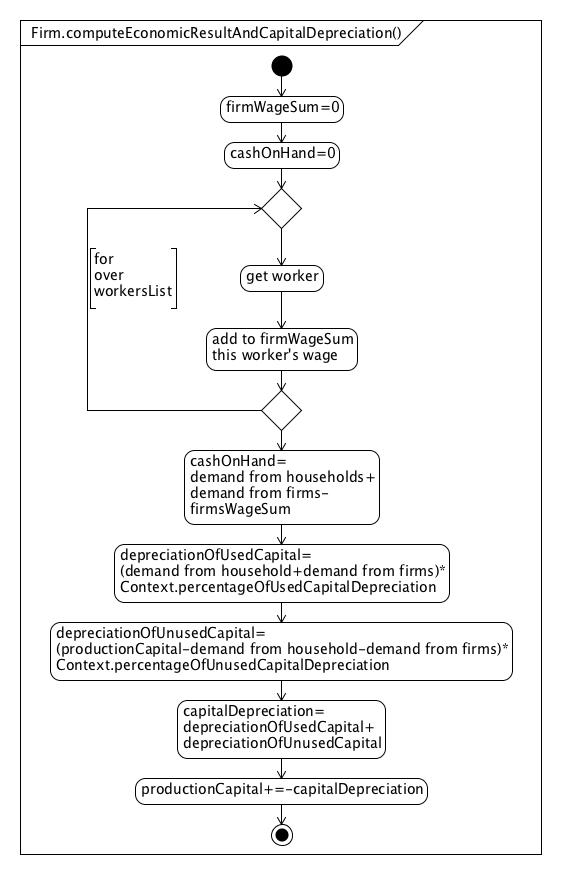 Firm.computeEconomicResultAndCapitalDepreciation()
firmWageSum=0
cashOnHand=0
for
over
workersList
get worker
add to firmWageSum
this worker's wage
cashOnHand=
demand from households+
demand from firms-
firmsWageSum
depreciationOfUsedCapital=
(demand from household+demand from firms)*
Context.percentageOfUsedCapitalDepreciation
depreciationOfUnusedCapital=
(productionCapital-demand from household-demand from firms)*
Context.percentageOfUnusedCapitalDepreciation
capitalDepreciation=
depreciationOfUsedCapital+
depreciationOfUnusedCapital
productionCapital+=-capitalDepreciation